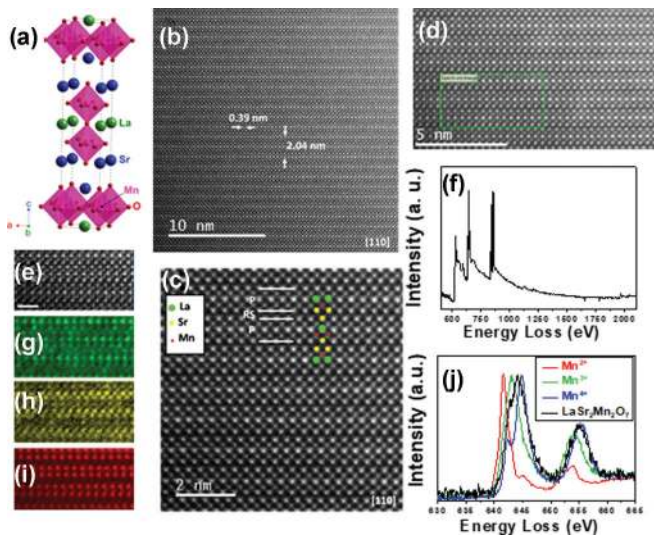 (a)
La
Sr
Mn
O
a
b
c
(b)
0.39 nm
2.04 nm
10 nm
[110]
(c)
La
Sr
Mn
P
RS
P
2 nm
[110]
(d)
5 nm
(e)
(g)
(h)
(i)
(f)
Intensity (a. u.)
500 750 1000 1250 1500 1750 2000
Energy Loss (eV)
(j)
Mn²⁺
Mn³⁺
Mn⁴⁺
LaSr₂Mn₂O₇
Intensity (a.u.)
630 635 640 645 650 655 660 665
Energy Loss (eV)